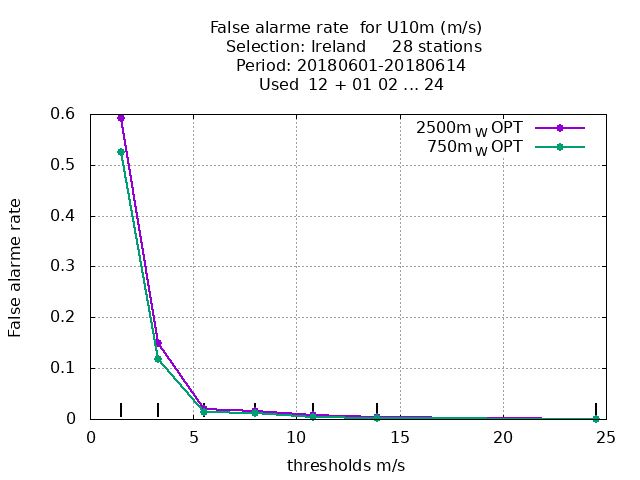 False alarme rate  for U10m (m/s)
Selection: Ireland     28 stations
Period: 20180601-20180614
Used  12 + 01 02 ... 24
2500m W OPT
750m W OPT
False alarme rate
0.6
0.5
0.4
0.3
0.2
0.1
0
0 5 10 15 20 25
thresholds m/s